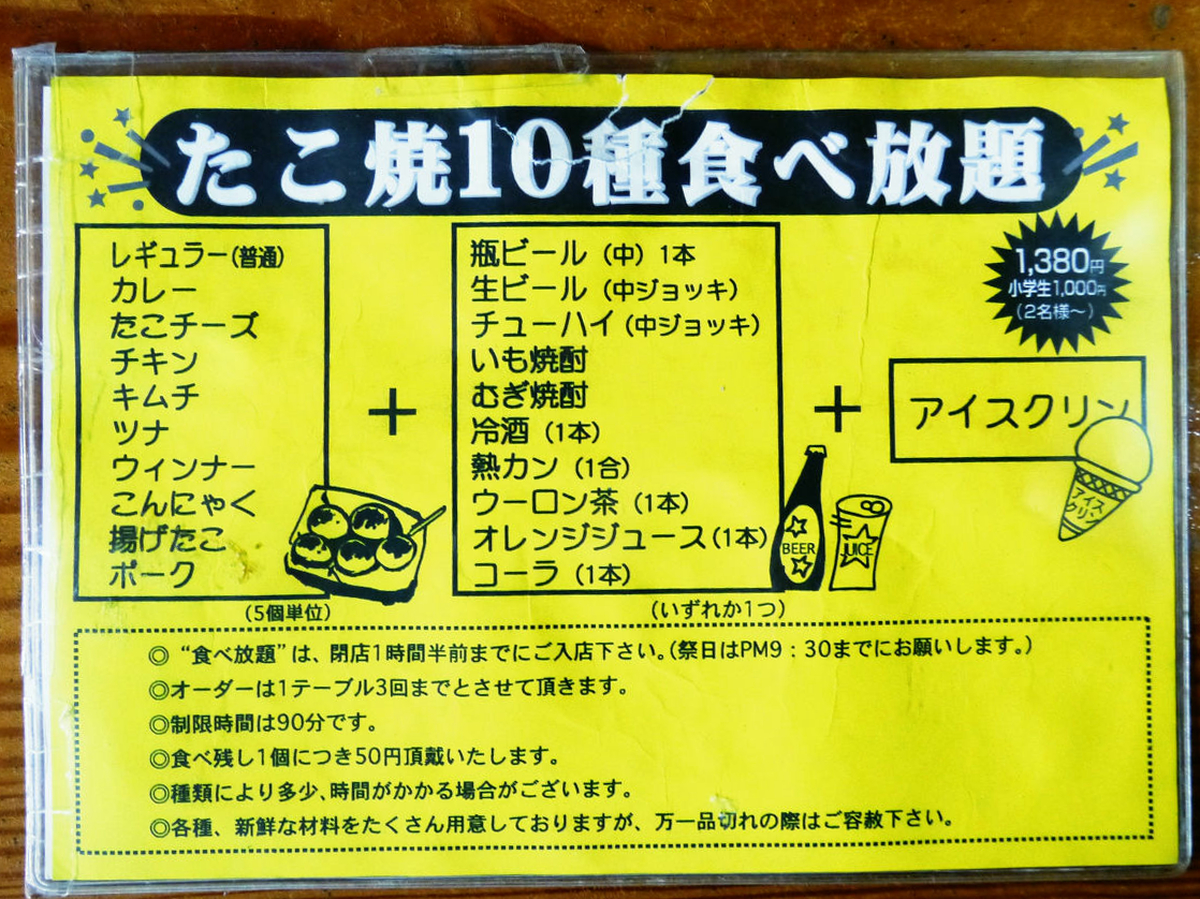 たこ焼10種食べ放題
レギュラー(普通)
カレー
たこチーズ
チキン
キムチ
ツナ
ウィンナー
こんにゃく
揚げたこ
ポーク
(5個単位)
+
瓶ビール (中) 1本
生ビール (中ジョッキ)
チューハイ (中ジョッキ)
いも焼酎
むぎ焼酎
冷酒 (1本)
熱カン (1合)
ウーロン茶 (1本)
オレンジジュース (1本)
コーラ (1本)
(いずれか1つ)
BEER
JUICE
+
1,380円
小学生1,000円
(2名様〜)
アイスクリン
アイス
クリン
◎ “食べ放題”は、閉店1時間半前までにご入店下さい。(祭日はPM9:30までにお願いします。)
◎オーダーは1テーブル3回までとさせて頂きます。
◎制限時間は90分です。
◎食べ残し1個につき50円頂戴いたします。
◎種類により多少、時間がかかる場合がございます。
◎各種、新鮮な材料をたくさん用意しておりますが、万一品切れの際はご容赦下さい。